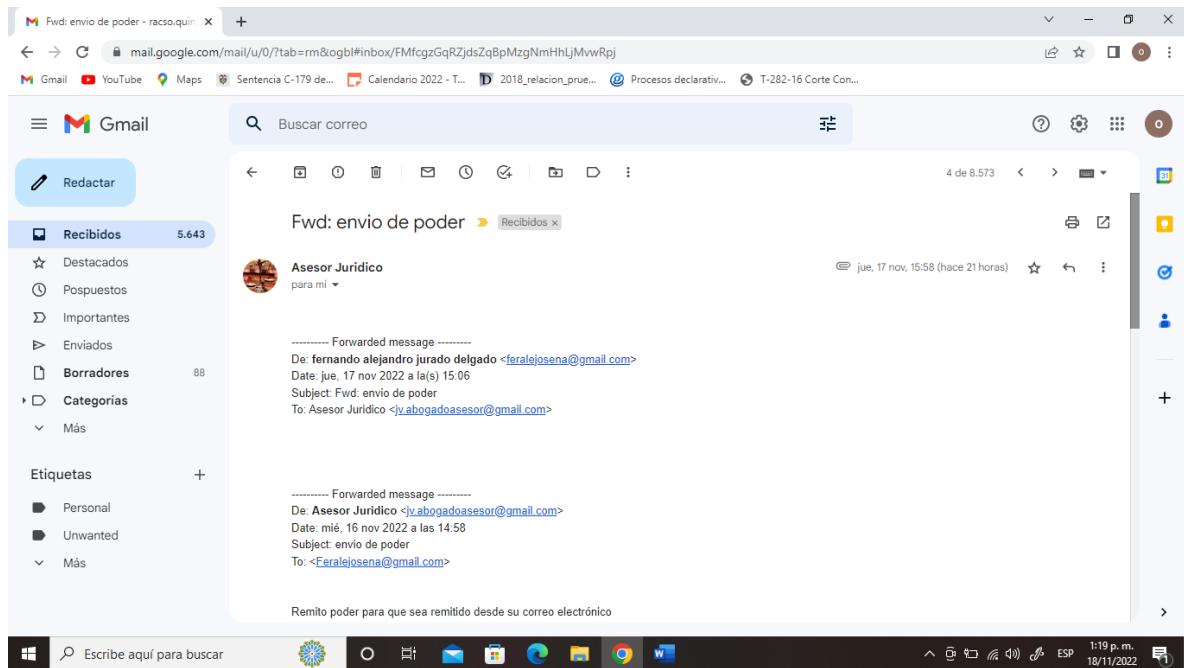 Fwd: envio de poder - racso.quin
mail.google.com/mail/u/0/?tab=rm&ogbl#inbox/FMfcgzGqRZjdsZqBpMzgNmHhLjMvwRpj
Gmail YouTube Maps Sentencia C-179 de... Calendario 2022 - T... 2018_relacion_prue... Procesos declarativ... T-282-16 Corte Con...
Gmail
Buscar correo
Redactar
4 de 8.573
Recibidos 5.643
Destacados
Pospuestos
Importantes
Enviados
Borradores 88
Categorías
Más
Etiquetas
Personal
Unwanted
Más
Fwd: envio de poder Recibidos x
Asesor Juridico
jue, 17 nov, 15:58 (hace 21 horas)
para mí
---------- Forwarded message ---------
De: fernando alejandro jurado delgado <feralejosena@gmail.com>
Date: jue, 17 nov 2022 a la(s) 15:06
Subject: Fwd: envio de poder
To: Asesor Juridico <jv.abogadoasesor@gmail.com>
---------- Forwarded message ---------
De: Asesor Juridico <jv.abogadoasesor@gmail.com>
Date: mié, 16 nov 2022 a las 14:58
Subject: envio de poder
To: <Feralejosena@gmail.com>
Remito poder para que sea remitido desde su correo electrónico
Escribe aquí para buscar
ESP
1:19 p. m.
18/11/2022